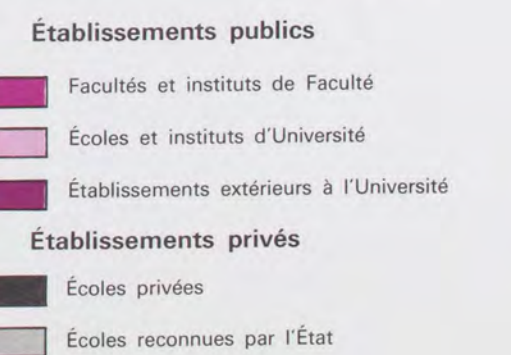 Établissements publics
Facultés et instituts de Faculté
Écoles et instituts d'Université
Établissements extérieurs à l'Université
Établissements privés
Écoles privées
Écoles reconnues par l'État